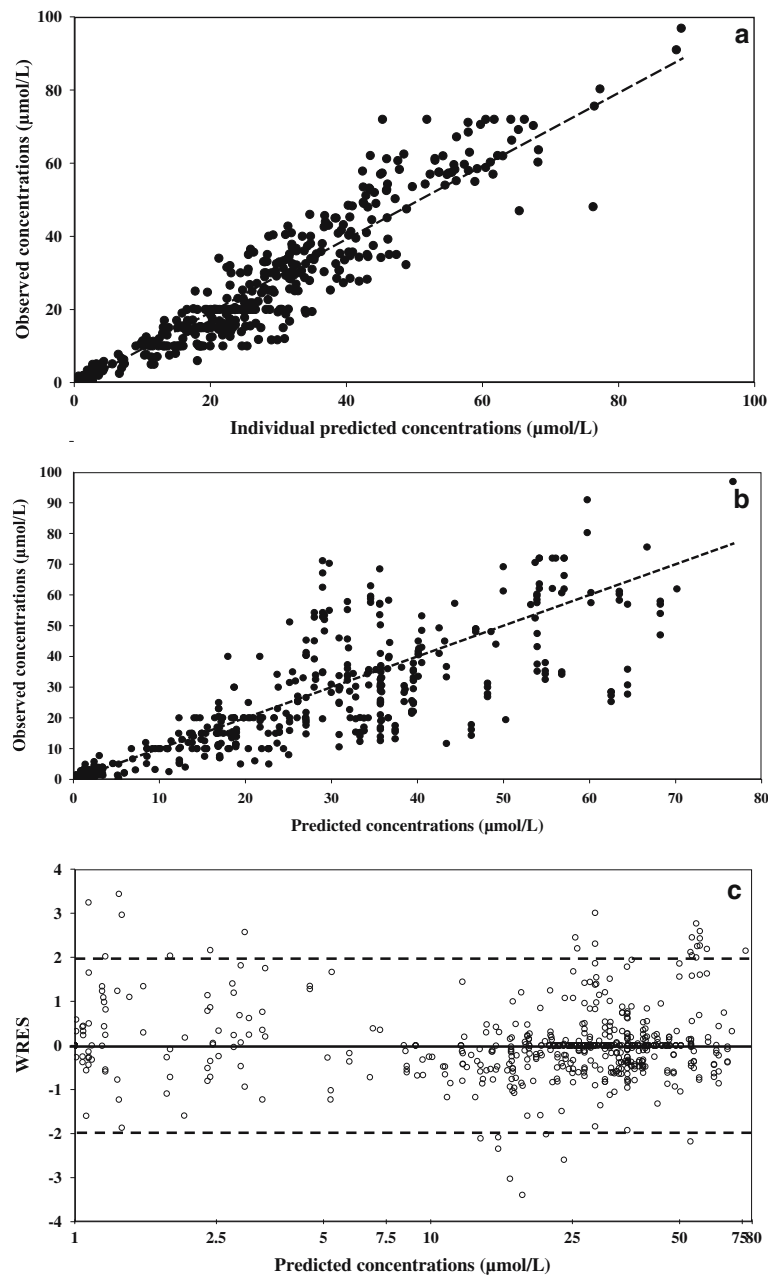 a
Observed concentrations (µmol/L)
100
80
60
40
20
0
0 20 40 60 80 100
Individual predicted concentrations (µmol/L)
b
Observed concentrations (µmol/L)
100
90
80
70
60
50
40
30
20
10
0
0 10 20 30 40 50 60 70 80
Predicted concentrations (µmol/L)
c
WRES
4
3
2
1
0
-1
-2
-3
-4
1 2.5 5 7.5 10 25 50 75 80
Predicted concentrations (µmol/L)